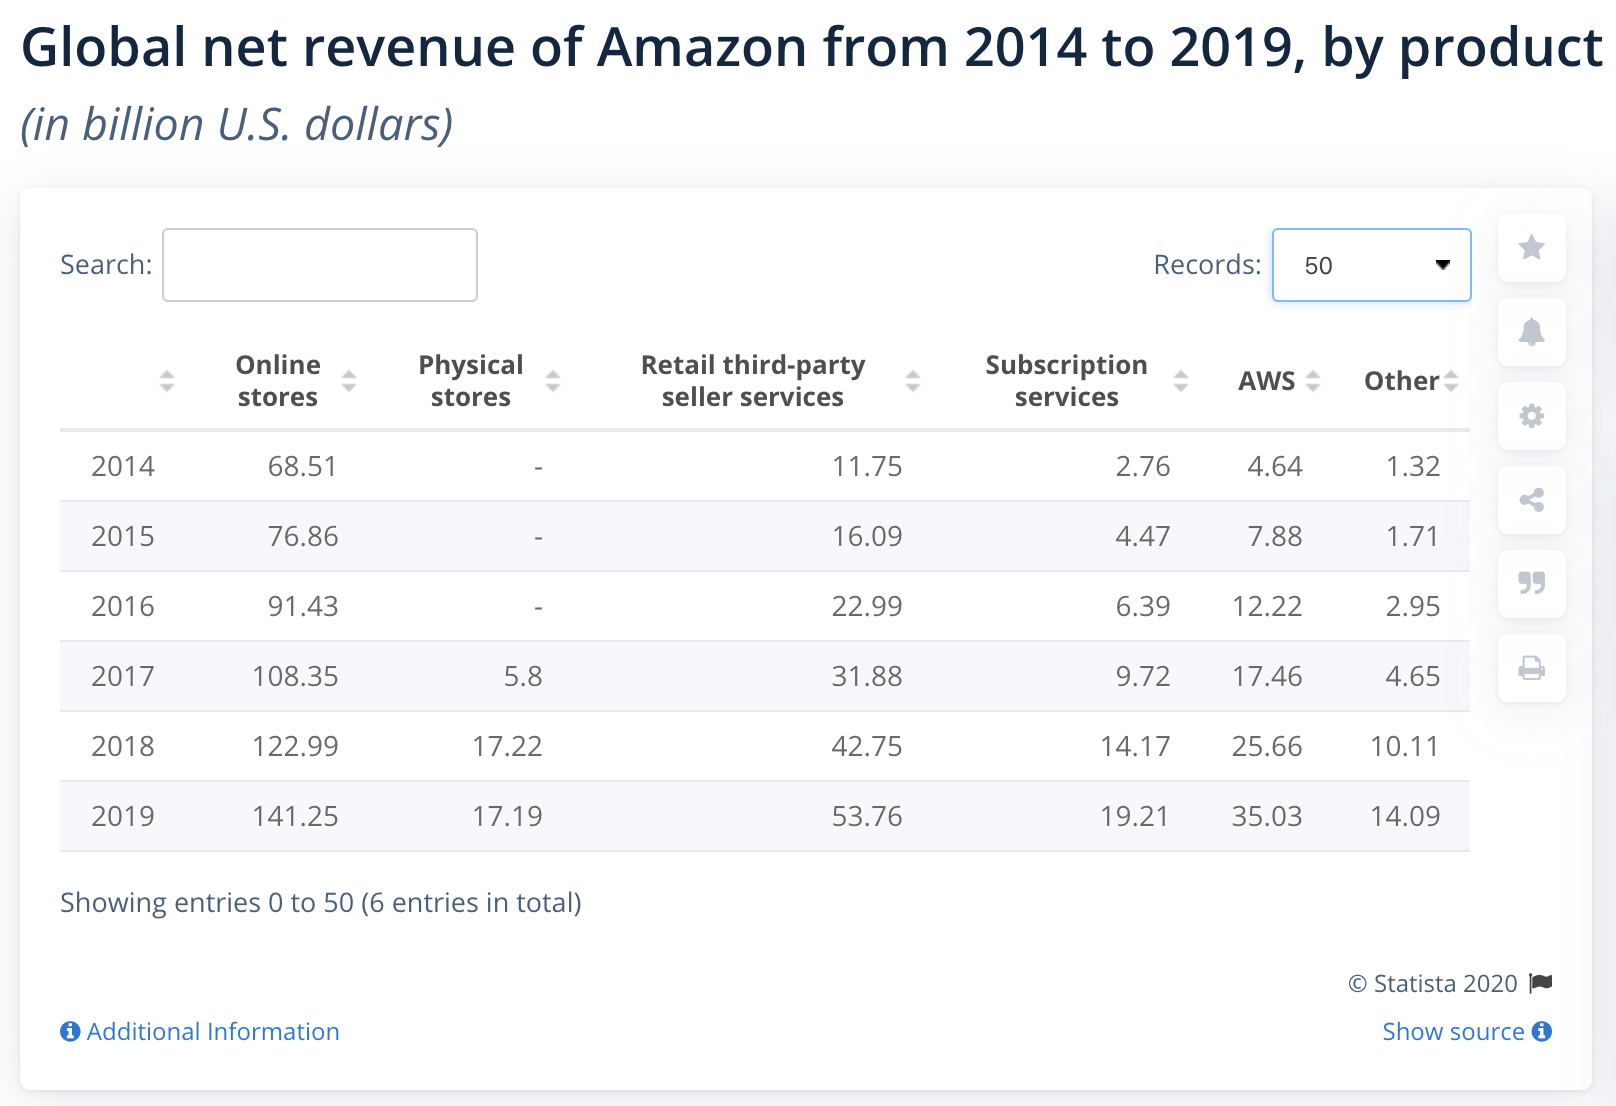 Global net revenue of Amazon from 2014 to 2019, by product
(in billion U.S. dollars)
Search:
Records: 50
Online stores Physical stores Retail third-party seller services Subscription services AWS Other
2014 68.51 - 11.75 2.76 4.64 1.32
2015 76.86 - 16.09 4.47 7.88 1.71
2016 91.43 - 22.99 6.39 12.22 2.95
2017 108.35 5.8 31.88 9.72 17.46 4.65
2018 122.99 17.22 42.75 14.17 25.66 10.11
2019 141.25 17.19 53.76 19.21 35.03 14.09
Showing entries 0 to 50 (6 entries in total)
© Statista 2020
Additional Information
Show source